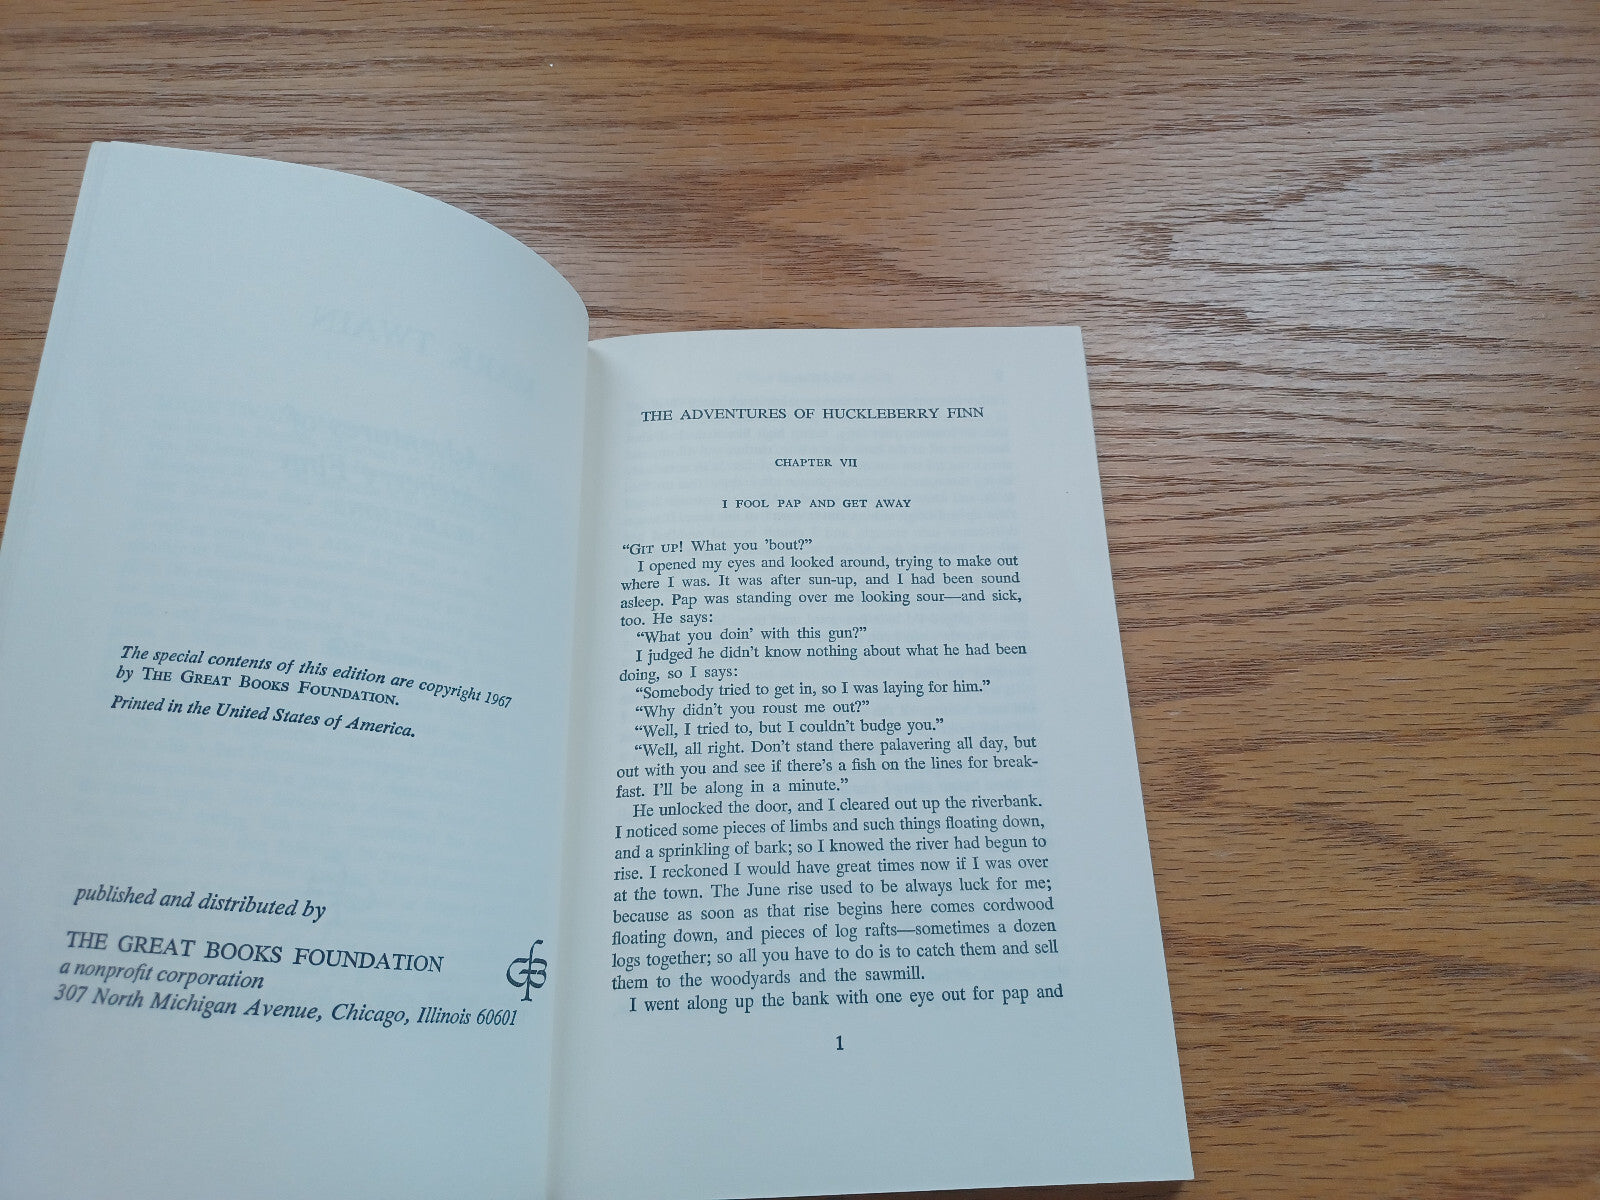 The special contents of this edition are copyright 1967
by THE GREAT BOOKS FOUNDATION.
Printed in the United States of America.
published and distributed by
THE GREAT BOOKS FOUNDATION
a nonprofit corporation
307 North Michigan Avenue, Chicago, Illinois 60601
THE ADVENTURES OF HUCKLEBERRY FINN
CHAPTER VII
I FOOL PAP AND GET AWAY
“GIT UP! What you ’bout?”
I opened my eyes and looked around, trying to make out
where I was. It was after sun-up, and I had been sound
asleep. Pap was standing over me looking sour—and sick,
too. He says:
“What you doin’ with this gun?”
I judged he didn’t know nothing about what he had been
doing, so I says:
“Somebody tried to get in, so I was laying for him.”
“Why didn’t you roust me out?”
“Well, I tried to, but I couldn’t budge you.”
“Well, all right. Don’t stand there palavering all day, but
out with you and see if there’s a fish on the lines for break-
fast. I’ll be along in a minute.”
He unlocked the door, and I cleared out up the riverbank.
I noticed some pieces of limbs and such things floating down,
and a sprinkling of bark; so I knowed the river had begun to
rise. I reckoned I would have great times now if I was over
at the town. The June rise used to be always luck for me;
because as soon as that rise begins here comes cordwood
floating down, and pieces of log rafts—sometimes a dozen
logs together; so all you have to do is to catch them and sell
them to the woodyards and the sawmill.
I went along up the bank with one eye out for pap and
1